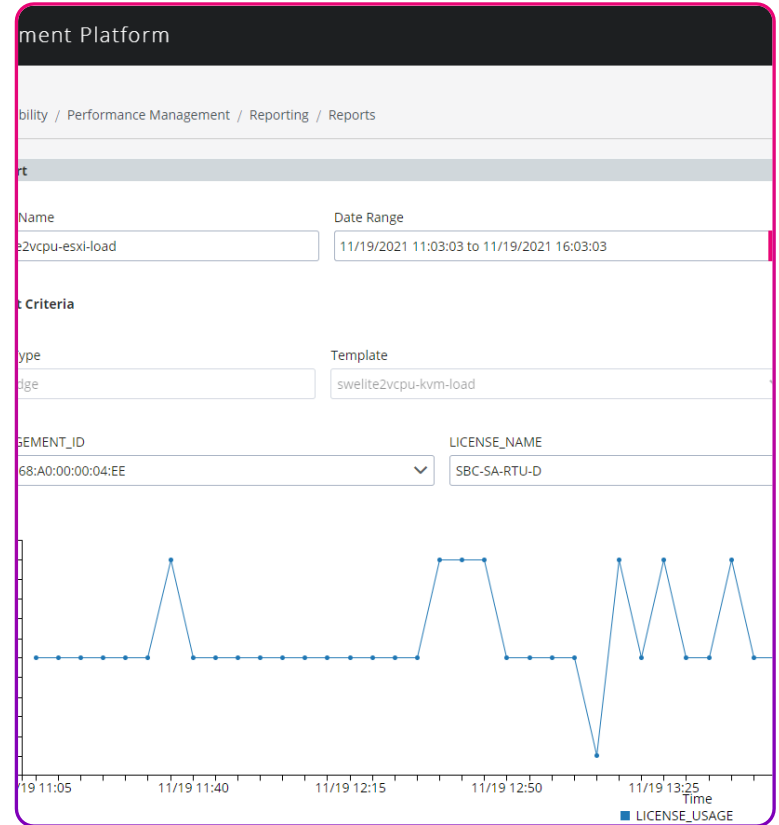 ment Platform
bility / Performance Management / Reporting / Reports
rt
Name Date Range
e2vcpu-esxi-load 11/19/2021 11:03:03 to 11/19/2021 16:03:03
t Criteria
ype Template
dge swelite2vcpu-kvm-load
GEMENT_ID LICENSE_NAME
68:A0:00:00:04:EE SBC-SA-RTU-D
/19 11:05 11/19 11:40 11/19 12:15 11/19 12:50 11/19 13:25
Time
LICENSE_USAGE